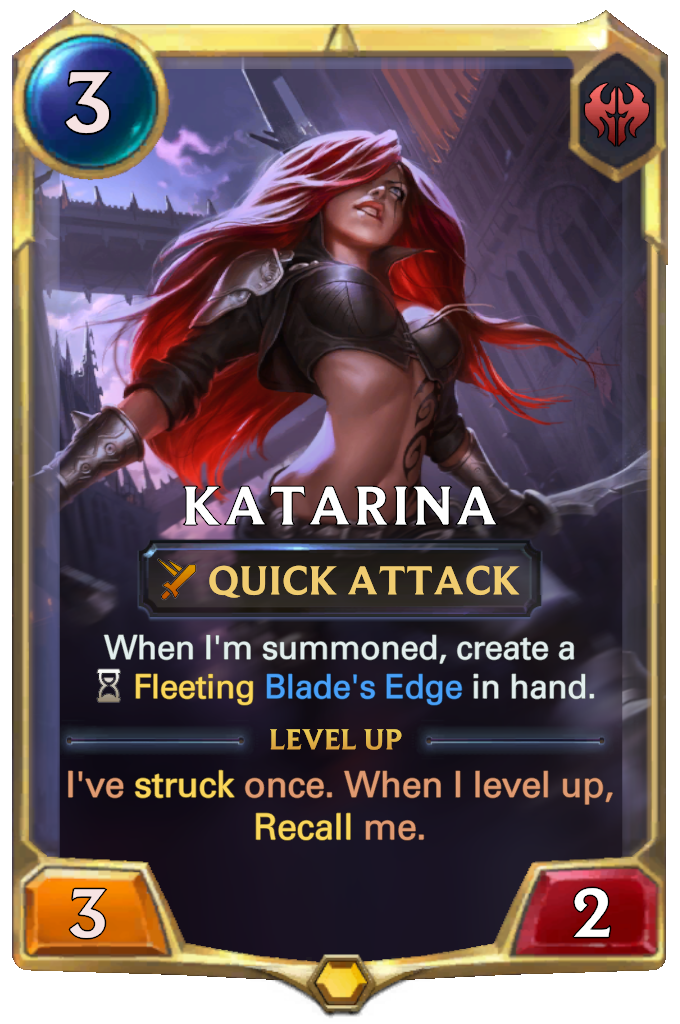 3
KATARINA
QUICK ATTACK
When I'm summoned, create a
Fleeting Blade's Edge in hand.
LEVEL UP
I've struck once. When I level up,
Recall me.
3
2